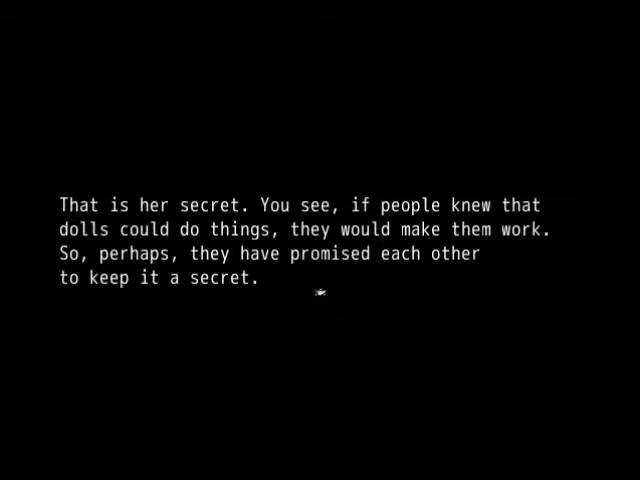 That is her secret. You see, if people knew that
dolls could do things, they would make them work.
So, perhaps, they have promised each other
to keep it a secret.